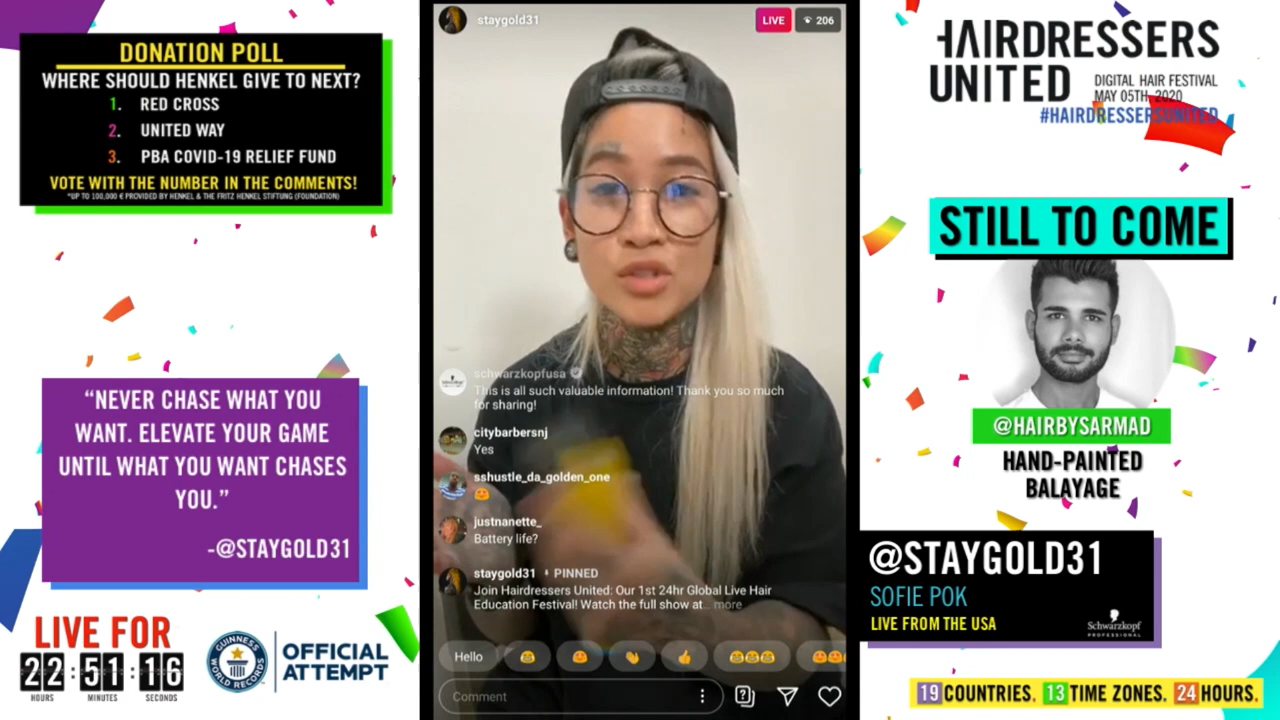 DONATION POLL
WHERE SHOULD HENKEL GIVE TO NEXT?
1. RED CROSS
2. UNITED WAY
3. PBA COVID-19 RELIEF FUND
VOTE WITH THE NUMBER IN THE COMMENTS!
*UP TO 100,000 € PROVIDED BY HENKEL & THE FRITZ HENKEL STIFTUNG (FOUNDATION)
“NEVER CHASE WHAT YOU
WANT. ELEVATE YOUR GAME
UNTIL WHAT YOU WANT CHASES
YOU.”
-@STAYGOLD31
LIVE FOR
22:51:16
HOURS MINUTES SECONDS
GUINNESS WORLD RECORDS
OFFICIAL
ATTEMPT
staygold31
LIVE
206
schwarzkopfusa
This is all such valuable information! Thank you so much
for sharing!
citybarbersnj
Yes
sshustle_da_golden_one
😍
justnanette_
Battery life?
staygold31 PINNED
Join Hairdressers United: Our 1st 24hr Global Live Hair
Education Festival! Watch the full show at... more
Hello 😂 😍 👏 👍 😂😂😂 😍😍
Comment
HAIRDRESSERS
UNITED
DIGITAL HAIR FESTIVAL
MAY 05TH, 2020
#HAIRDRESSERSUNITED
STILL TO COME
@HAIRBYSARMAD
HAND-PAINTED
BALAYAGE
@STAYGOLD31
SOFIE POK
LIVE FROM THE USA
Schwarzkopf
PROFESSIONAL
19 COUNTRIES. 13 TIME ZONES. 24 HOURS.